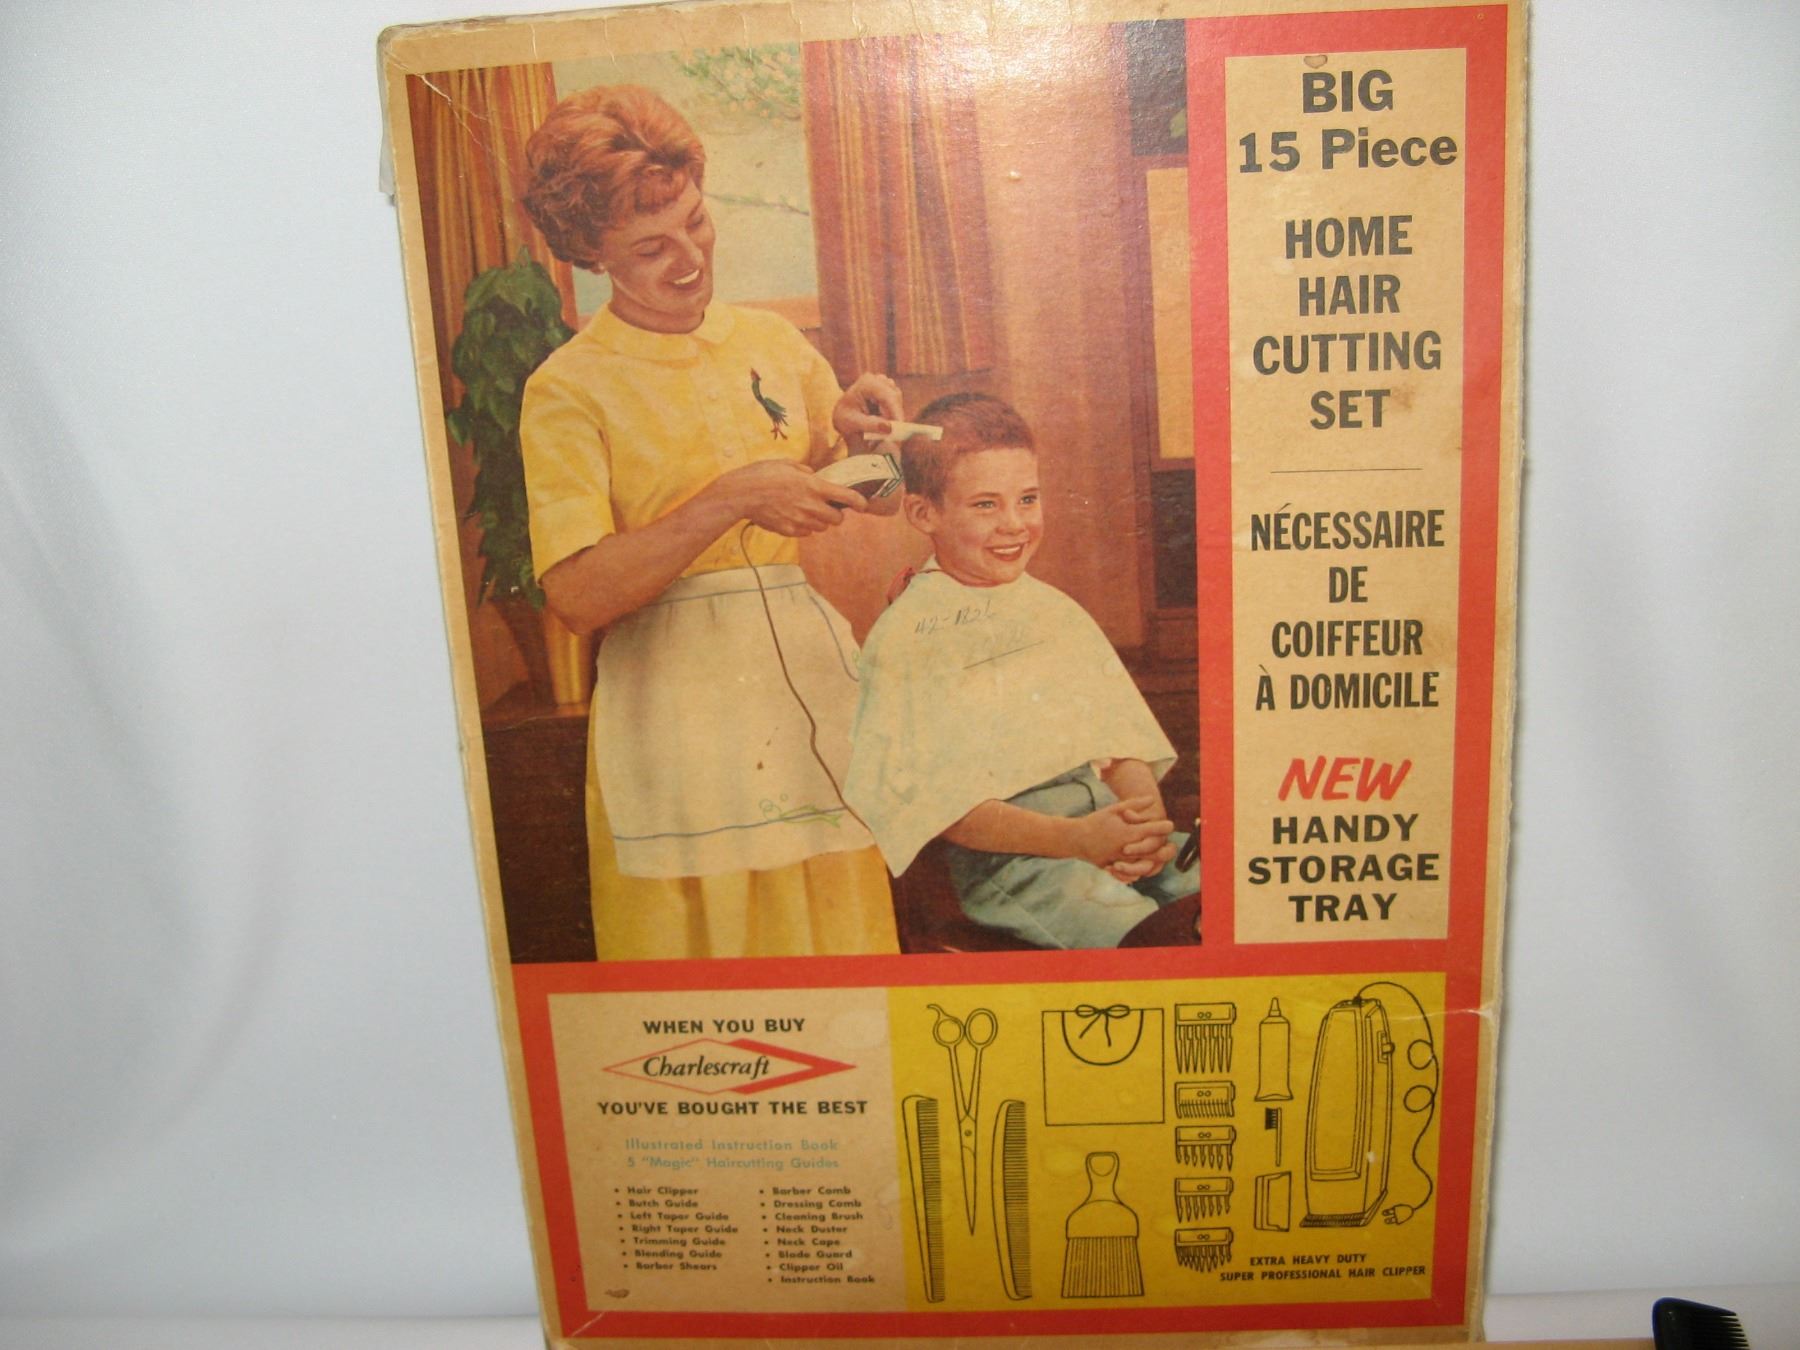 BIG
15 Piece
HOME
HAIR
CUTTING
SET
NÉCESSAIRE
DE
COIFFEUR
À DOMICILE
NEW
HANDY
STORAGE
TRAY
WHEN YOU BUY
Charlescraft
YOU'VE BOUGHT THE BEST
Illustrated Instruction Book
5 "Magic" Haircutting Guides
• Hair Clipper
• Butch Guide
• Left Taper Guide
• Right Taper Guide
• Trimming Guide
• Blending Guide
• Barber Shears
• Barber Comb
• Dressing Comb
• Cleaning Brush
• Neck Duster
• Neck Cape
• Blade Guard
• Clipper Oil
• Instruction Book
EXTRA HEAVY DUTY
SUPER PROFESSIONAL HAIR CLIPPER